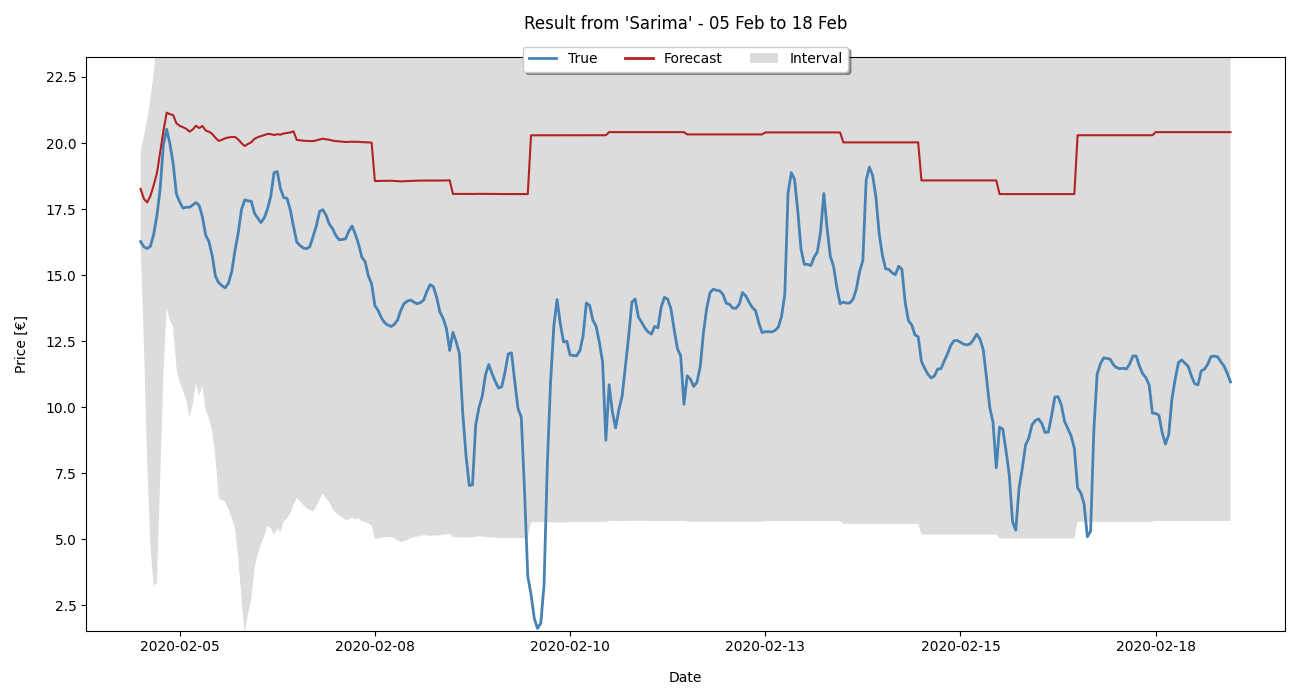 Result from 'Sarima' - 05 Feb to 18 Feb
True Forecast Interval
22.5
20.0
17.5
15.0
12.5
10.0
7.5
5.0
2.5
Price [€]
2020-02-05 2020-02-08 2020-02-10 2020-02-13 2020-02-15 2020-02-18
Date